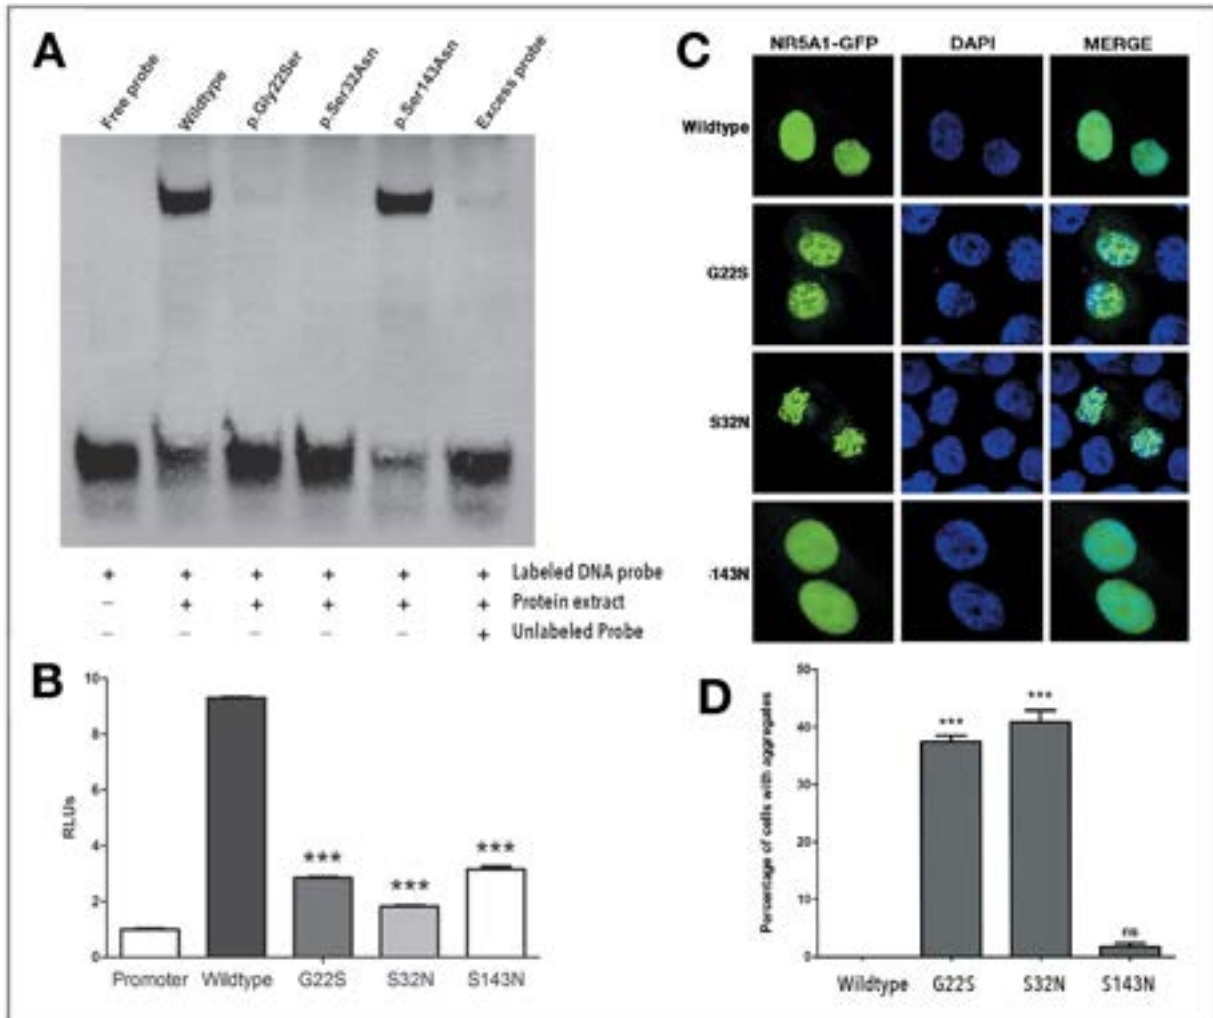 A
Free probe
Wildtype
p.Gly22Ser
p.Ser32Asn
p.Ser143Asn
Excess probe
+ + + + + + Labeled DNA probe
– + + + + + Protein extract
– – – – – + Unlabeled Probe
B
RLUs
10
8
6
4
2
0
***
***
***
Promoter Wildtype G22S S32N S143N
C
NR5A1-GFP DAPI MERGE
Wildtype
G22S
S32N
143N
D
Percentage of cells with aggregates
50
40
30
20
10
0
***
***
ns
Wildtype G22S S32N S143N